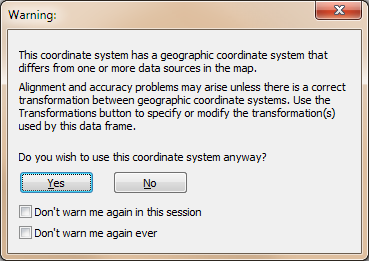 Warning:
This coordinate system has a geographic coordinate system that
differs from one or more data sources in the map.
Alignment and accuracy problems may arise unless there is a correct
transformation between geographic coordinate systems. Use the
Transformations button to specify or modify the transformation(s)
used by this data frame.
Do you wish to use this coordinate system anyway?
Yes No
Don't warn me again in this session
Don't warn me again ever